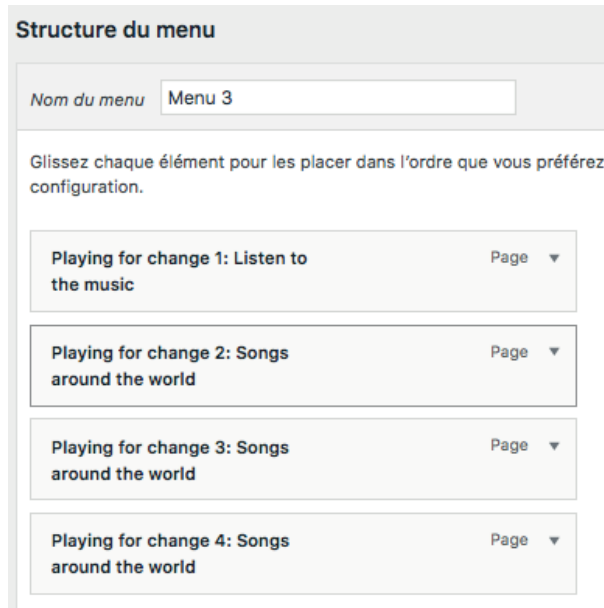 Structure du menu
Nom du menu Menu 3
Glissez chaque élément pour les placer dans l’ordre que vous préférez
configuration.
Playing for change 1: Listen to Page
the music
Playing for change 2: Songs Page
around the world
Playing for change 3: Songs Page
around the world
Playing for change 4: Songs Page
around the world